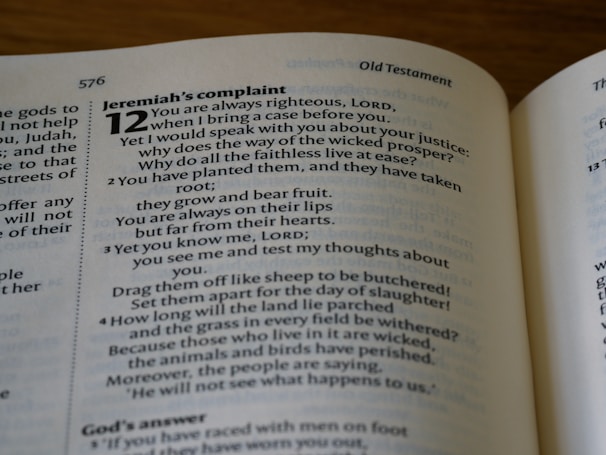 576
Old Testament
he gods to
l not help
ou, Judah,
s; and the
se to that
streets of
offer any
will not
e of their
ple
t her
e
Jeremiah's complaint
12 You are always righteous, LORD,
when I bring a case before you.
Yet I would speak with you about your justice:
why does the way of the wicked prosper?
Why do all the faithless live at ease?
2 You have planted them, and they have taken
root;
they grow and bear fruit.
You are always on their lips
but far from their hearts.
3 Yet you know me, LORD;
you see me and test my thoughts about
you.
Drag them off like sheep to be butchered!
Set them apart for the day of slaughter!
4 How long will the land lie parched
and the grass in every field be withered?
Because those who live in it are wicked,
the animals and birds have perished.
Moreover, the people are saying,
'He will not see what happens to us.'
God's answer
5 'If you have raced with men on foot
and they have worn you out,
Th
13